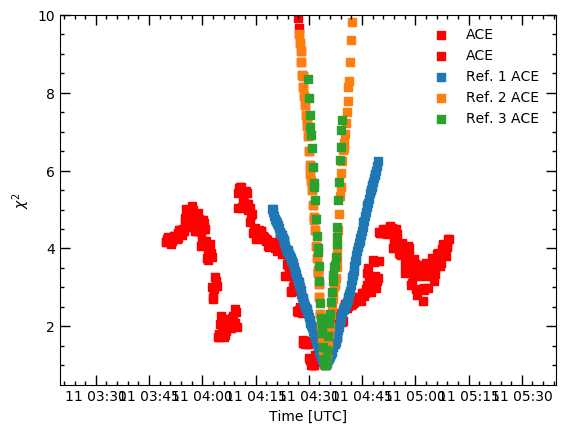 10
8
6
4
2
χ²
ACE
ACE
Ref. 1 ACE
Ref. 2 ACE
Ref. 3 ACE
11 03:30 11 03:45 11 04:00 11 04:15 11 04:30 11 04:45 11 05:00 11 05:15 11 05:30
Time [UTC]